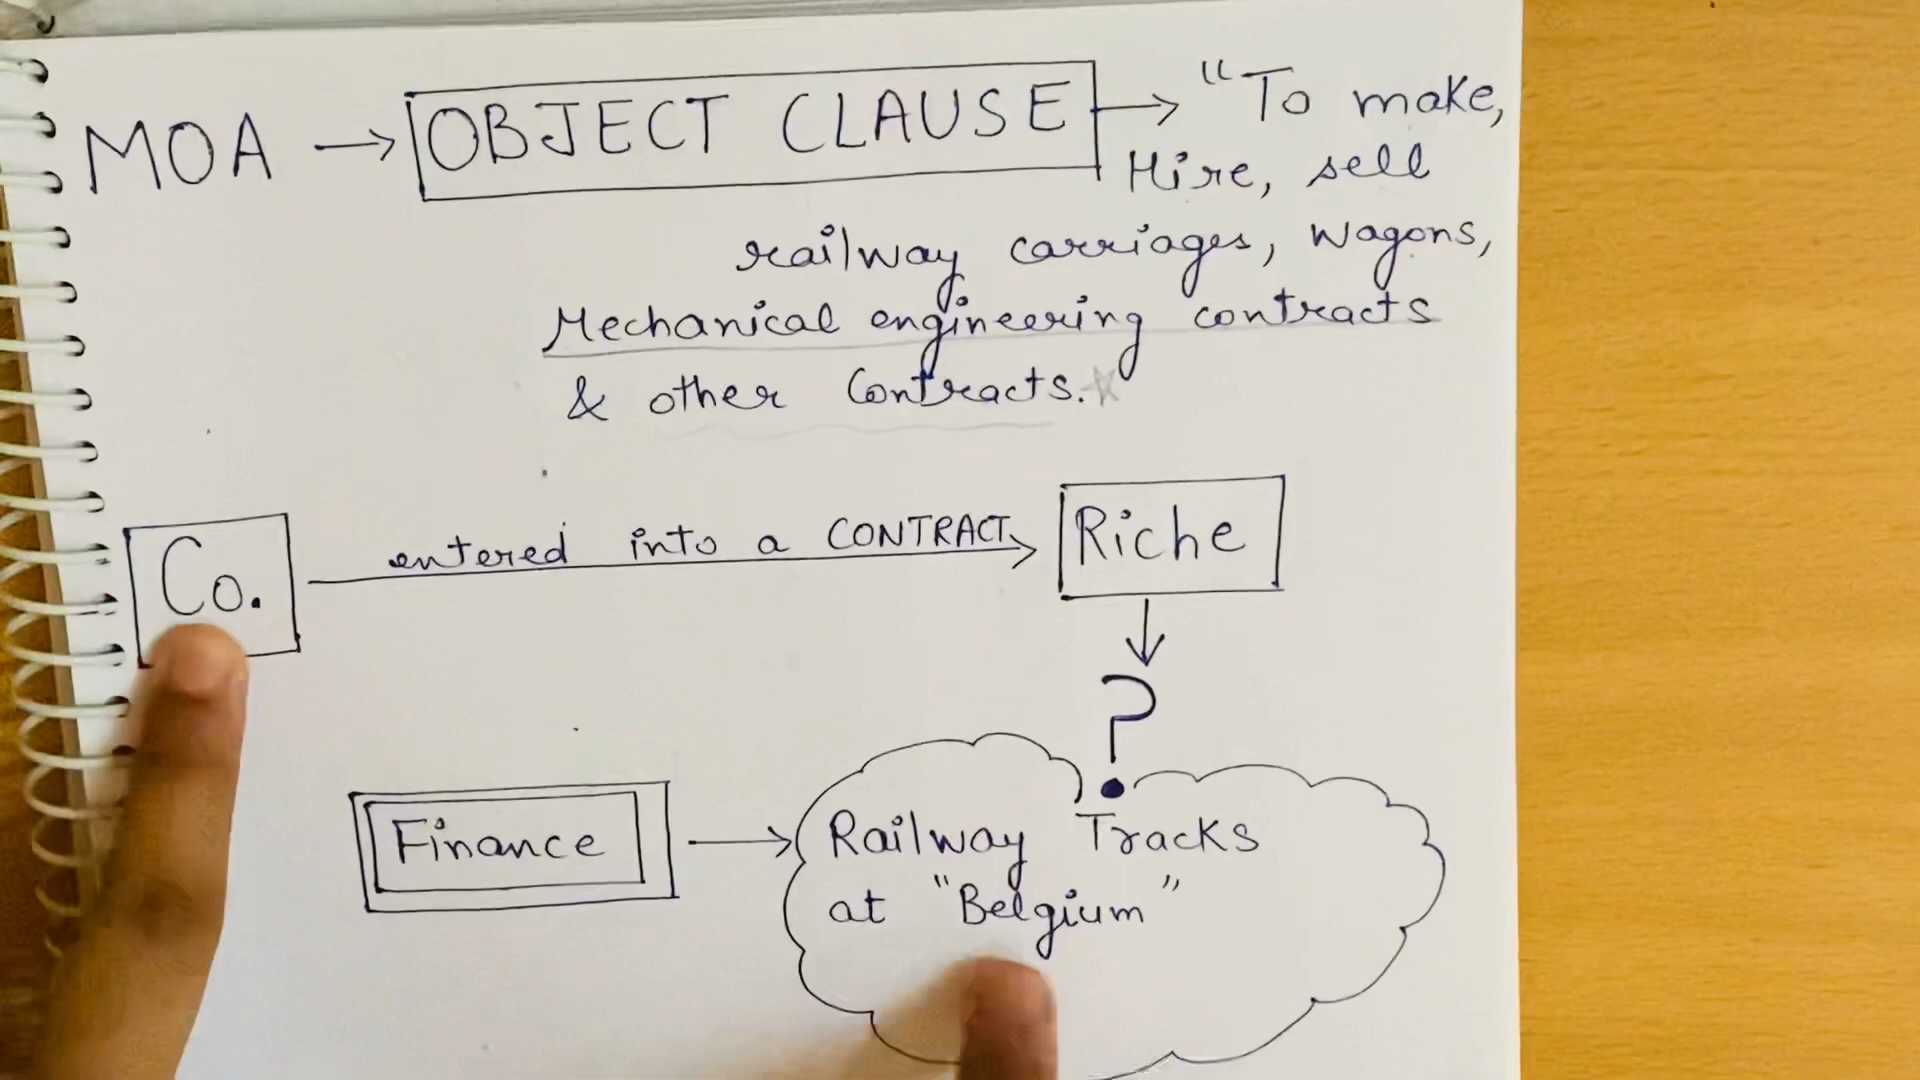 MOA → OBJECT CLAUSE → "To make,
Hire, sell
railway carriages, wagons,
Mechanical engineering contracts
& other Contracts.
Co. entered into a CONTRACT Riche
?
Finance → Railway Tracks
at "Belgium"